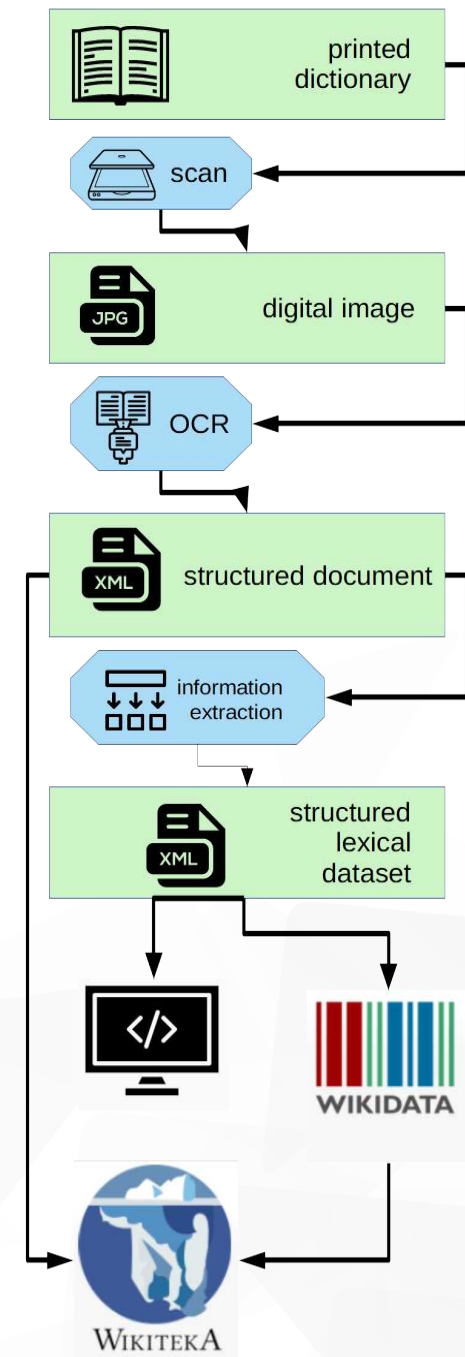 printed
dictionary
scan
JPG
digital image
OCR
XML
structured document
information
extraction
structured
lexical
dataset
XML
</>
WIKIDATA
WIKITEKA